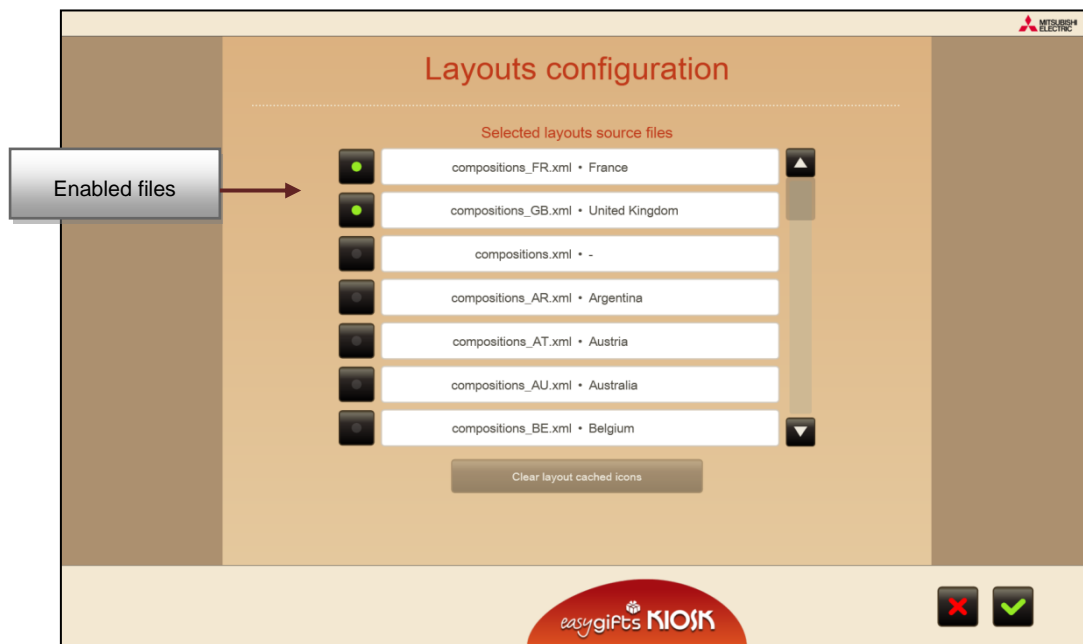 MITSUBISHI
ELECTRIC
Layouts configuration
Selected layouts source files
Enabled files
compositions_FR.xml • France
compositions_GB.xml • United Kingdom
compositions.xml • -
compositions_AR.xml • Argentina
compositions_AT.xml • Austria
compositions_AU.xml • Australia
compositions_BE.xml • Belgium
Clear layout cached icons
easygifts KIOSK